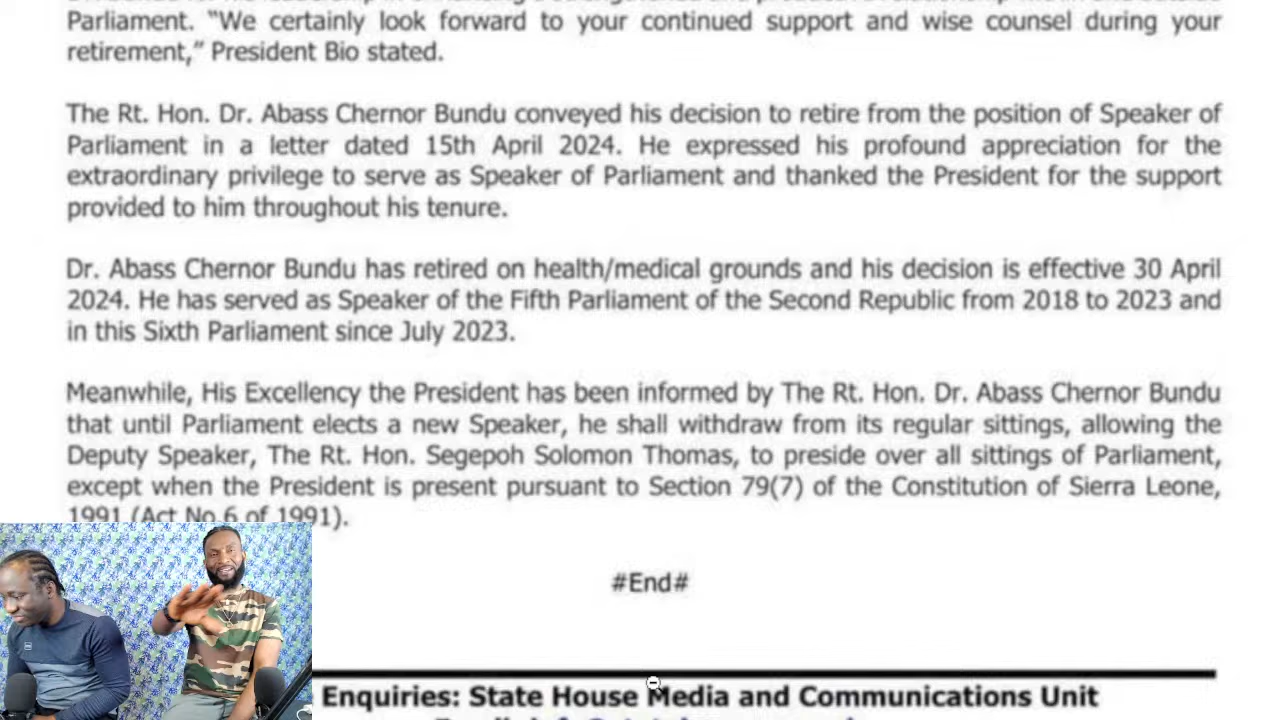 Parliament. “We certainly look forward to your continued support and wise counsel during your
retirement,” President Bio stated.
The Rt. Hon. Dr. Abass Chernor Bundu conveyed his decision to retire from the position of Speaker of
Parliament in a letter dated 15th April 2024. He expressed his profound appreciation for the
extraordinary privilege to serve as Speaker of Parliament and thanked the President for the support
provided to him throughout his tenure.
Dr. Abass Chernor Bundu has retired on health/medical grounds and his decision is effective 30 April
2024. He has served as Speaker of the Fifth Parliament of the Second Republic from 2018 to 2023 and
in this Sixth Parliament since July 2023.
Meanwhile, His Excellency the President has been informed by The Rt. Hon. Dr. Abass Chernor Bundu
that until Parliament elects a new Speaker, he shall withdraw from its regular sittings, allowing the
Deputy Speaker, The Rt. Hon. Segepoh Solomon Thomas, to preside over all sittings of Parliament,
except when the President is present pursuant to Section 79(7) of the Constitution of Sierra Leone,
1991 (Act No.6 of 1991).
#End#
Enquiries: State House Media and Communications Unit